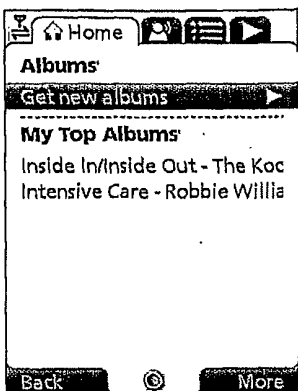 Home
Albums
Get new albums
My Top Albums
Inside In/Inside Out - The Koc
Intensive Care - Robbie Willia
Back More